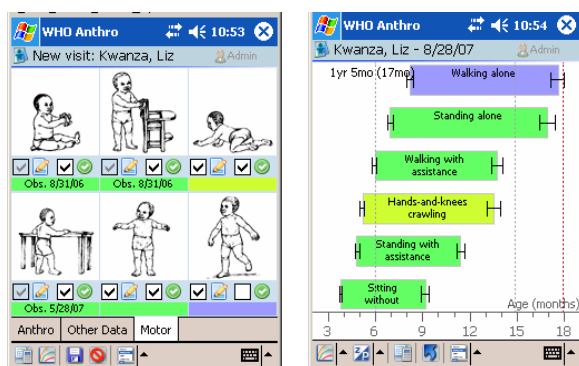 WHO Anthro
10:53
New visit: Kwanza, Liz
Admin
Obs. 8/31/06
Obs. 8/31/06
Obs. 5/28/07
Anthro
Other Data
Motor
WHO Anthro
10:54
Kwanza, Liz - 8/28/07
Admin
1yr 5mo (17mo)
Walking alone
Standing alone
Walking with
assistance
Hands-and-knees
crawling
Standing with
assistance
Sitting
without
Age (months)
3 6 9 12 15 18